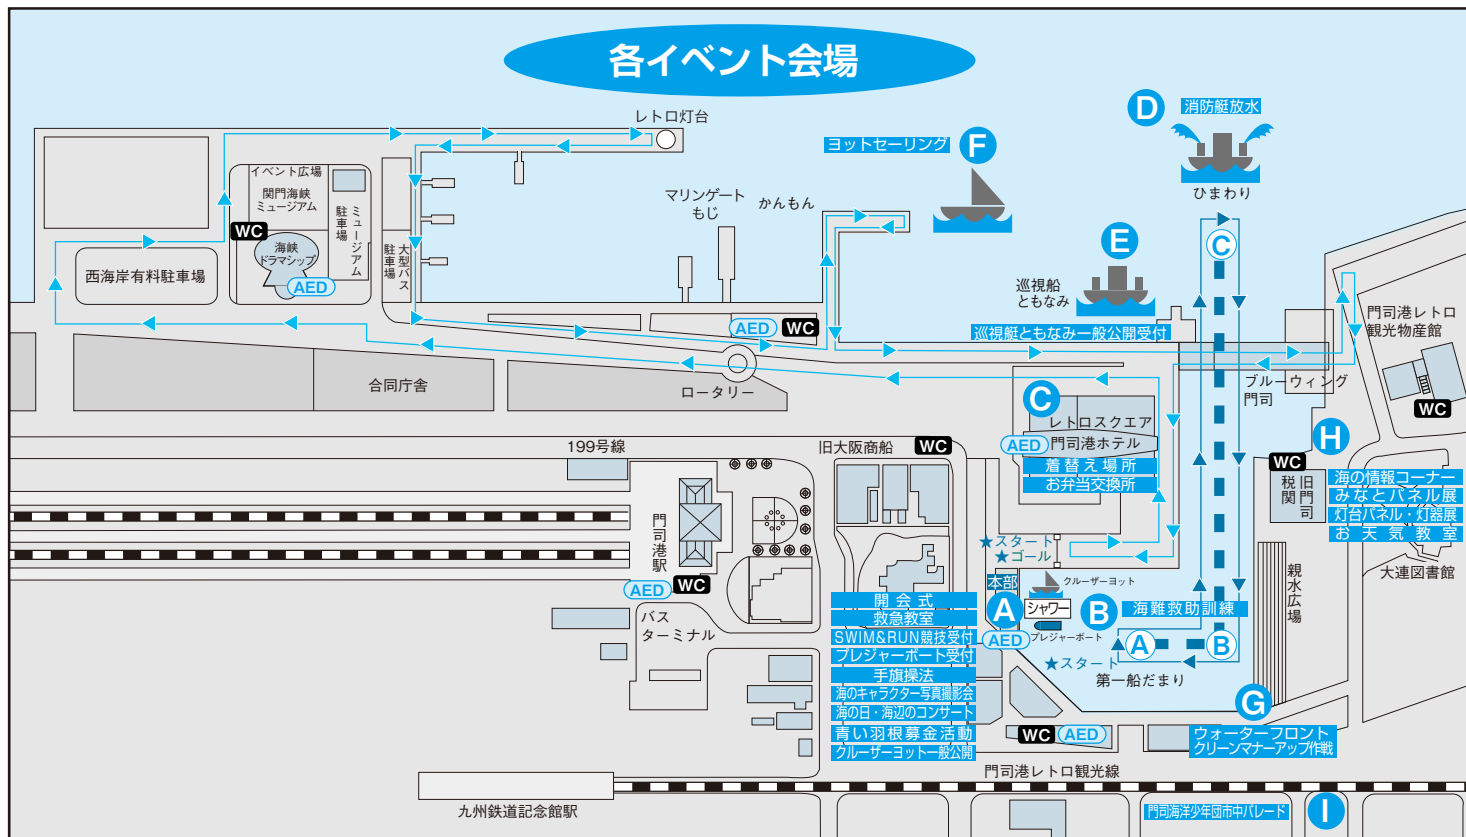 各イベント会場
レトロ灯台
D
消防艇放水
ヨットセーリング
F
ひまわり
イベント広場
関門海峡
ミュージアム
ミュージアム
駐車場
WC
海峡
ドラマシップ
AED
大型バス
駐車場
西海岸有料駐車場
マリンゲート
もじ
かんもん
E
C
巡視船
ともなみ
巡視艇ともなみ一般公開受付
門司港レトロ
観光物産館
WC
AED
WC
ロータリー
合同庁舎
ブルーウィング
門司
C
レトロスクエア
AED
門司港ホテル
着替え場所
お弁当交換所
H
WC
旧門司
税関
海の情報コーナー
みなとパネル展
灯台パネル・灯器展
お天気教室
大連図書館
199号線
旧大阪商船
WC
門司港駅
AED
WC
バス
ターミナル
★スタート
★ゴール
本部
クルーザーヨット
A
シャワー
B
海難救助訓練
AED
プレジャーボート
A
B
★スタート
第一船だまり
親水広場
開会式
救急教室
SWIM&RUN競技受付
プレジャーボート受付
手旗操法
海のキャラクター写真撮影会
海の日・海辺のコンサート
青い羽根募金活動
クルーザーヨット一般公開
WC
AED
G
ウォーターフロント
クリーンマナーアップ作戦
門司港レトロ観光線
九州鉄道記念館駅
門司海洋少年団市中パレード
I